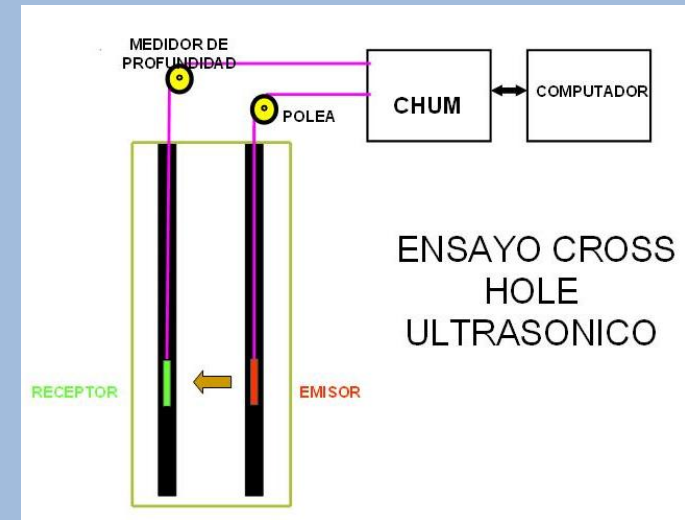 MEDIDOR DE
PROFUNDIDAD
POLEA
CHUM
COMPUTADOR
ENSAYO CROSS
HOLE
ULTRASONICO
RECEPTOR
EMISOR